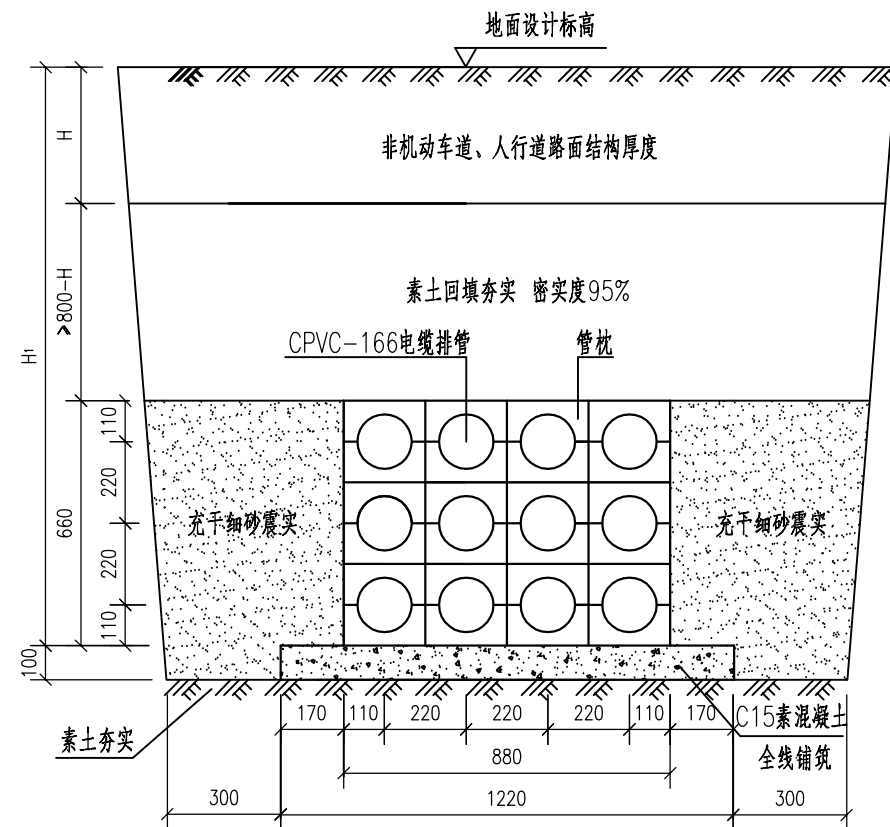 地面设计标高
H
非机动车道、人行道路面结构厚度
>800-H
素土回填夯实 密实度95%
CPVC-166电缆排管
管枕
H1
110
220
660
220
110
100
充干细砂震实
充干细砂震实
170
110
220
220
220
110
170
C15素混凝土
全线铺筑
素土夯实
880
300
1220
300